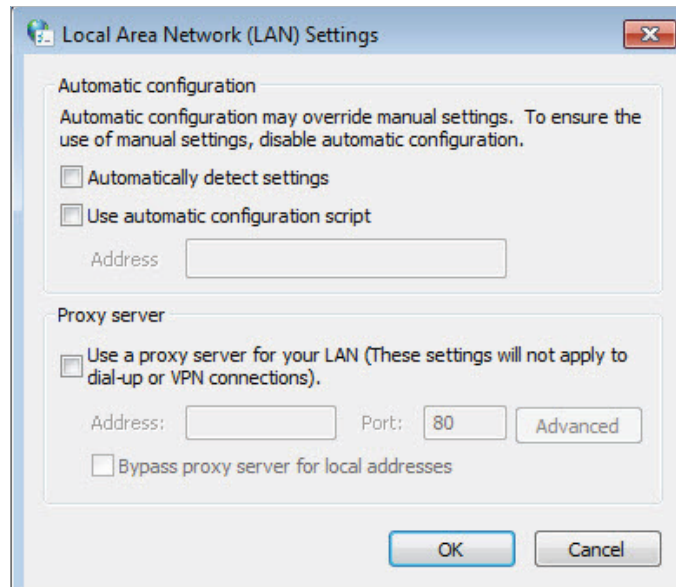 Local Area Network (LAN) Settings
Automatic configuration
Automatic configuration may override manual settings. To ensure the
use of manual settings, disable automatic configuration.
Automatically detect settings
Use automatic configuration script
Address
Proxy server
Use a proxy server for your LAN (These settings will not apply to
dial-up or VPN connections).
Address: Port: 80 Advanced
Bypass proxy server for local addresses
OK Cancel